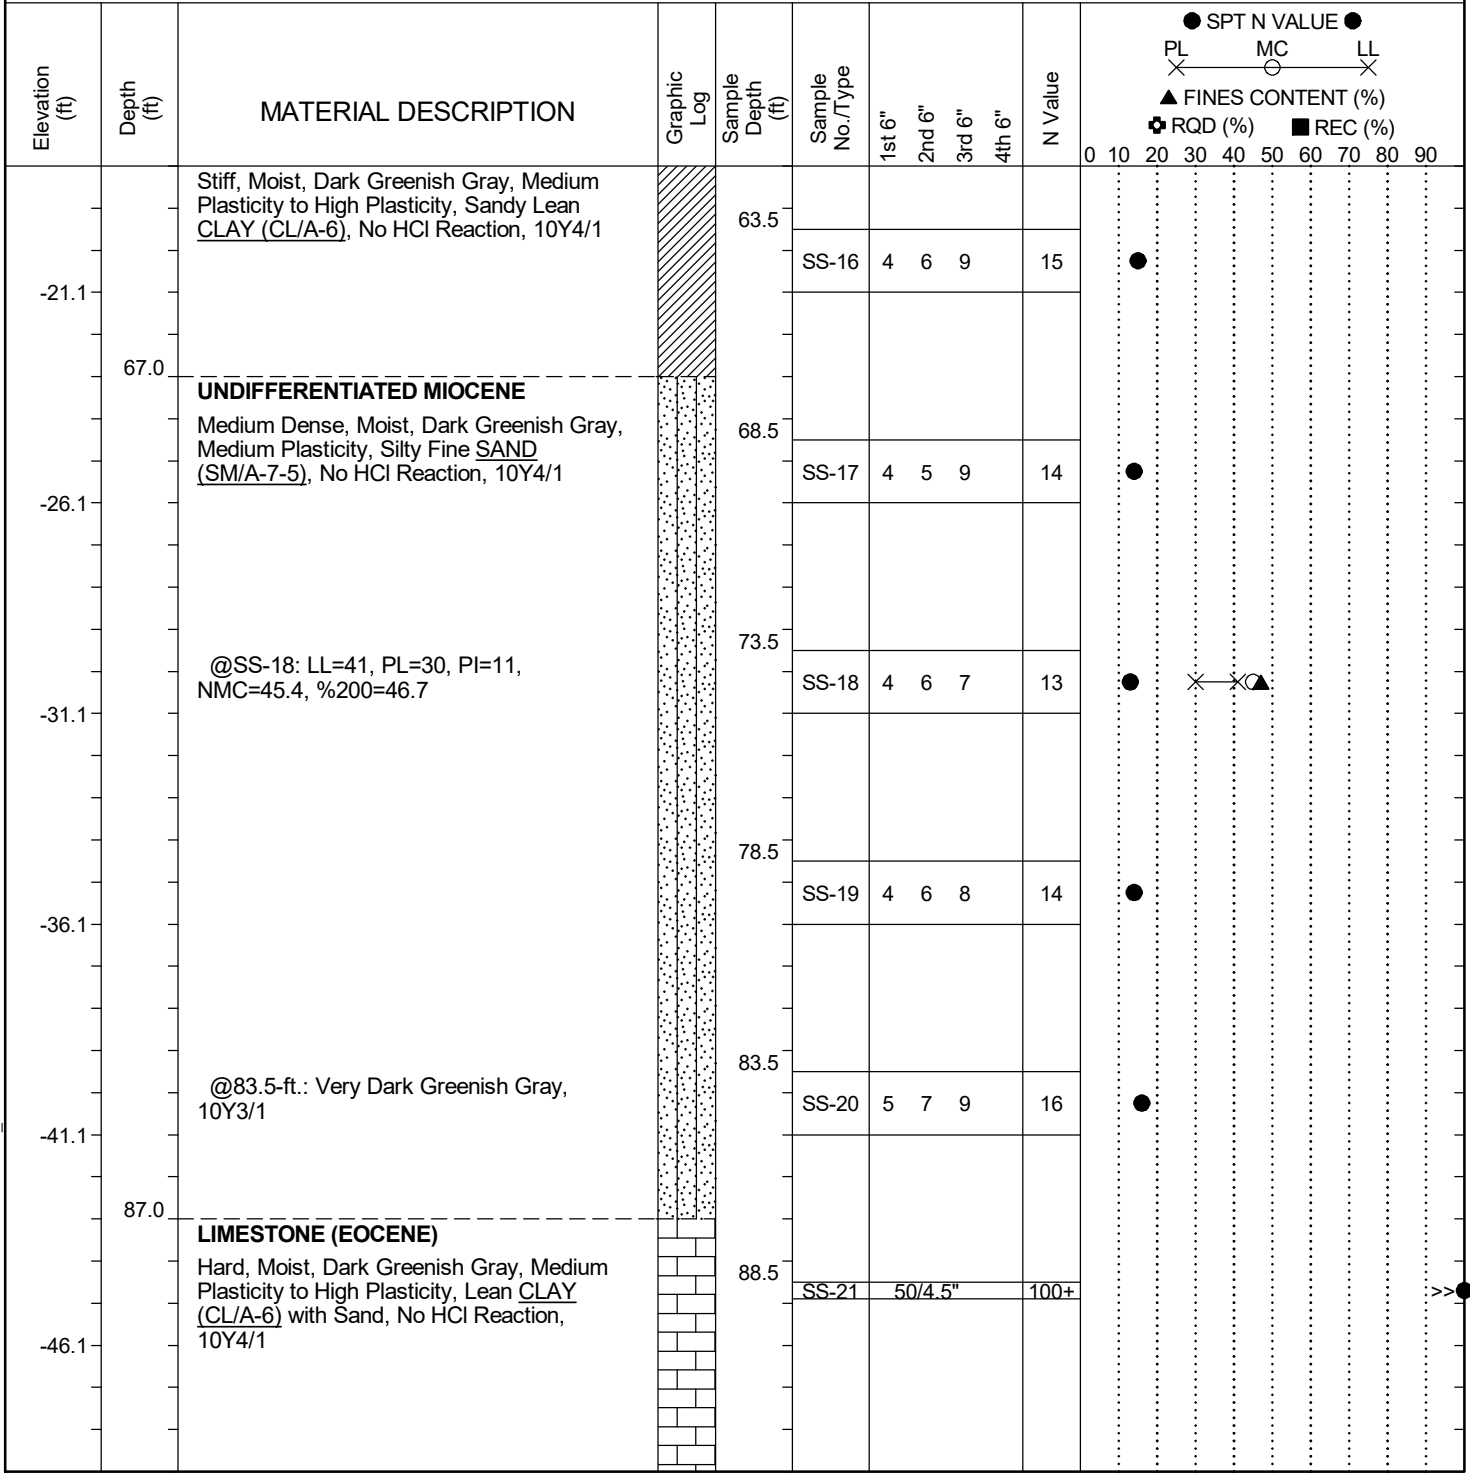 ● SPT N VALUE ●
PL MC LL
▲ FINES CONTENT (%)
RQD (%) ■ REC (%)
Elevation (ft)
Depth (ft)
MATERIAL DESCRIPTION
Graphic Log
Sample Depth (ft)
Sample No./Type
1st 6"
2nd 6"
3rd 6"
4th 6"
N Value
0 10 20 30 40 50 60 70 80 90
Stiff, Moist, Dark Greenish Gray, Medium
Plasticity to High Plasticity, Sandy Lean
CLAY (CL/A-6), No HCl Reaction, 10Y4/1
63.5
SS-16 4 6 9 15
-21.1
67.0
UNDIFFERENTIATED MIOCENE
Medium Dense, Moist, Dark Greenish Gray,
Medium Plasticity, Silty Fine SAND
(SM/A-7-5), No HCl Reaction, 10Y4/1
68.5
SS-17 4 5 9 14
-26.1
73.5
@SS-18: LL=41, PL=30, PI=11,
NMC=45.4, %200=46.7
SS-18 4 6 7 13
-31.1
78.5
SS-19 4 6 8 14
-36.1
83.5
@83.5-ft.: Very Dark Greenish Gray,
10Y3/1
SS-20 5 7 9 16
-41.1
87.0
LIMESTONE (EOCENE)
Hard, Moist, Dark Greenish Gray, Medium
Plasticity to High Plasticity, Lean CLAY
(CL/A-6) with Sand, No HCl Reaction,
10Y4/1
88.5
SS-21 50/4.5" 100+ >>
-46.1